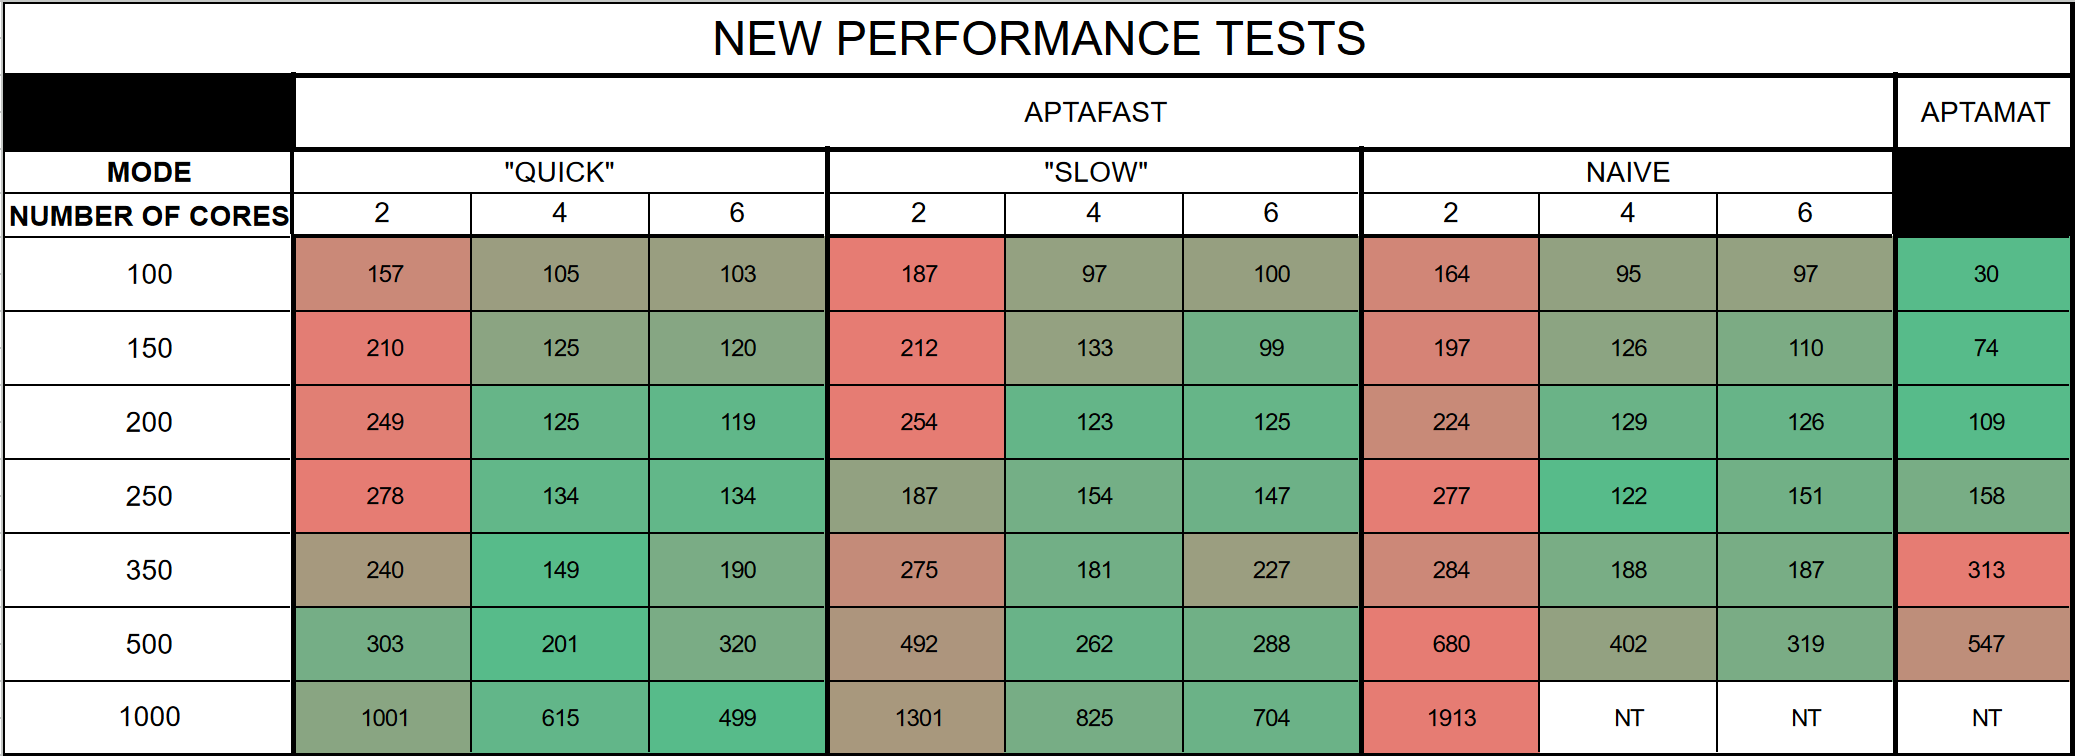 NEW PERFORMANCE TESTS
APTAFAST APTAMAT
MODE "QUICK" "SLOW" NAIVE
NUMBER OF CORES 2 4 6 2 4 6 2 4 6
100 157 105 103 187 97 100 164 95 97 30
150 210 125 120 212 133 99 197 126 110 74
200 249 125 119 254 123 125 224 129 126 109
250 278 134 134 187 154 147 277 122 151 158
350 240 149 190 275 181 227 284 188 187 313
500 303 201 320 492 262 288 680 402 319 547
1000 1001 615 499 1301 825 704 1913 NT NT NT